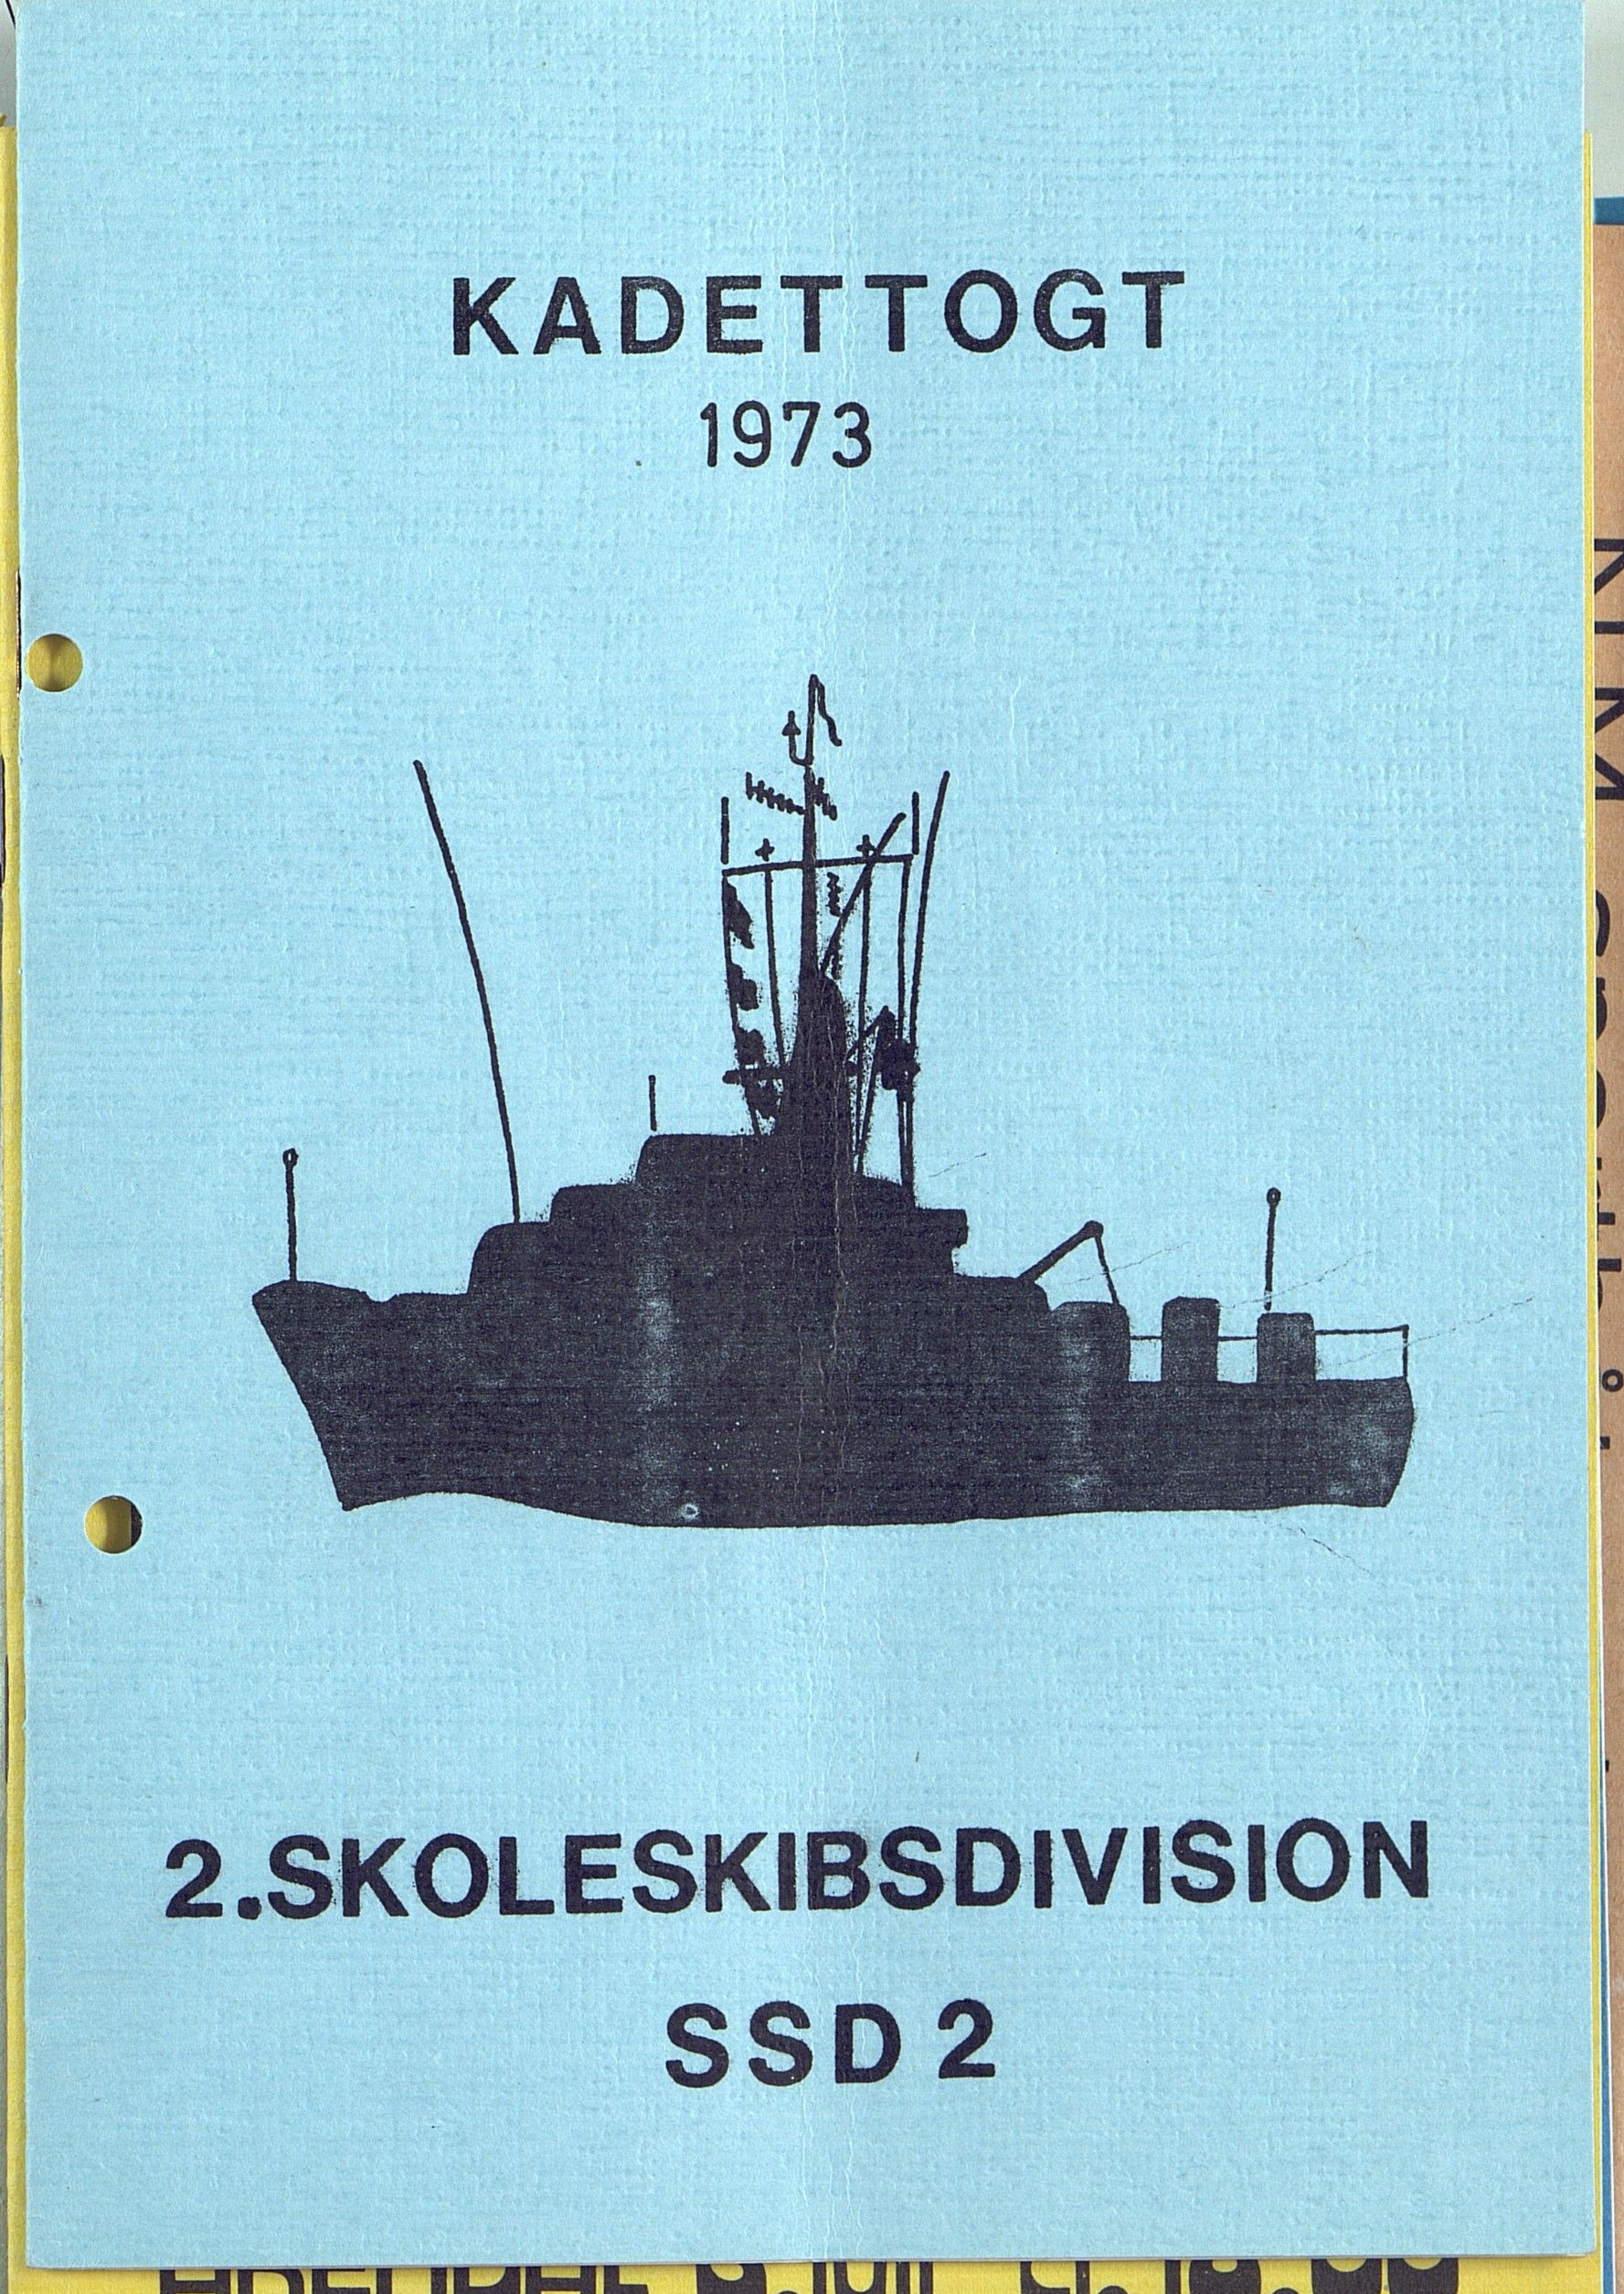 KADETTOGT
1973
2.SKOLESKIBSDIVISION
SSD 2